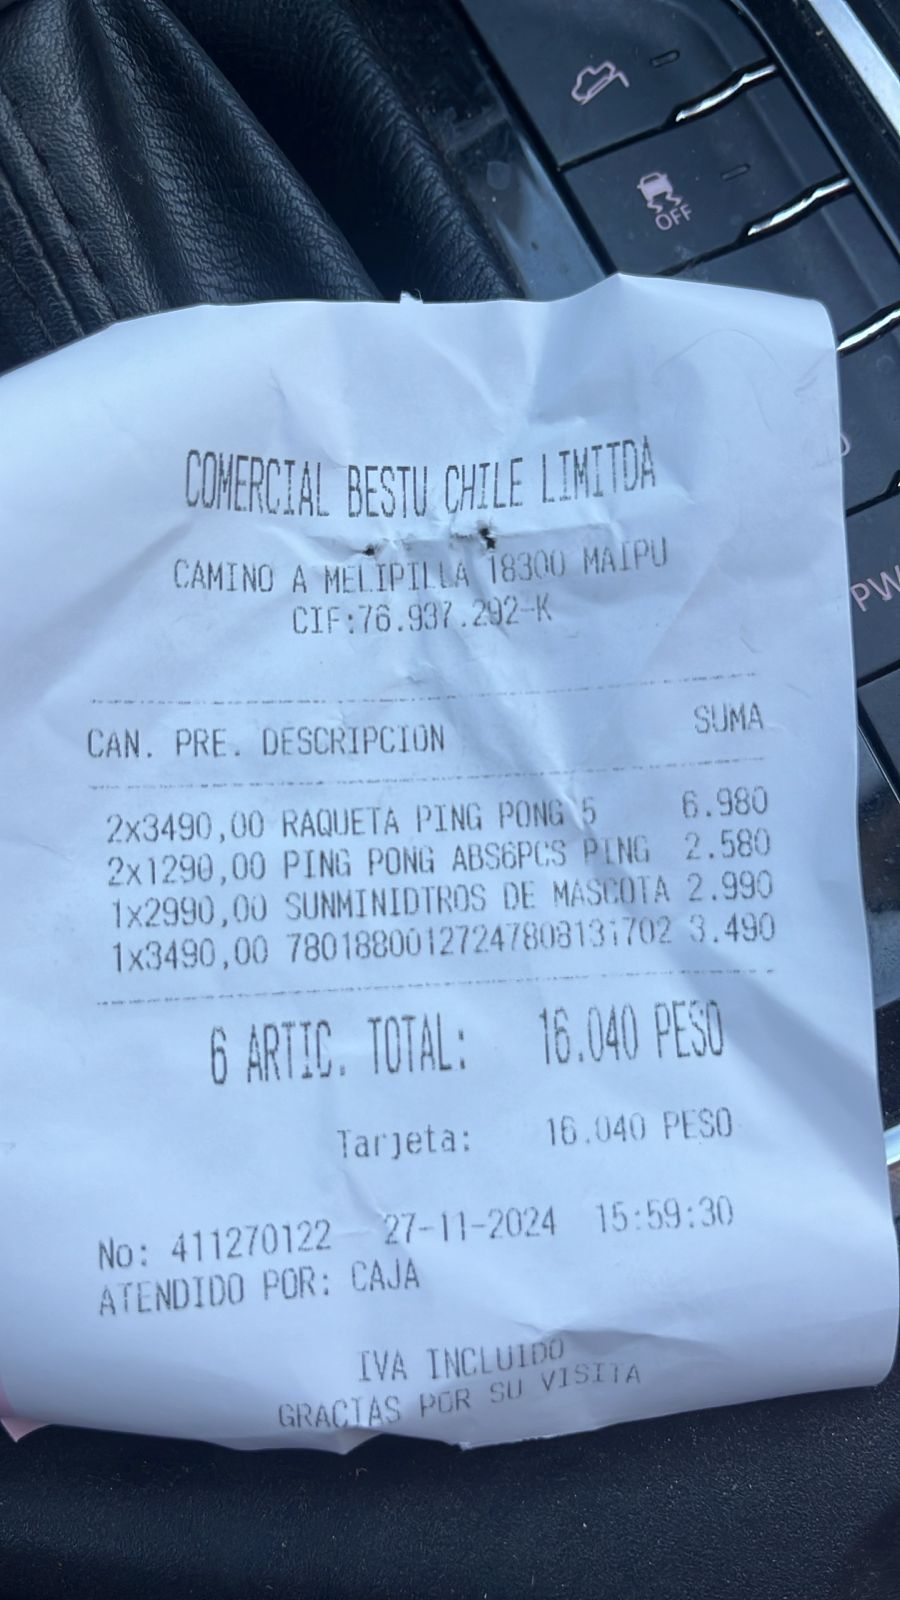 OFF
PW
COMERCIAL BESTU CHILE LIMITDA
CAMINO A MELIPILLA 18300 MAIPU
CIF:76.937.292-K
CAN. PRE. DESCRIPCION SUMA
2x3490,00 RAQUETA PING PONG 5 6.980
2x1290,00 PING PONG ABS6PCS PING 2.580
1x2990,00 SUNMINIDTROS DE MASCOTA 2.990
1x3490,00 78018800127247808131702 3.490
6 ARTIC. TOTAL: 16.040 PESO
Tarjeta: 16.040 PESO
No: 411270122 27-11-2024 15:59:30
ATENDIDO POR: CAJA
IVA INCLUIDO
GRACIAS POR SU VISITA